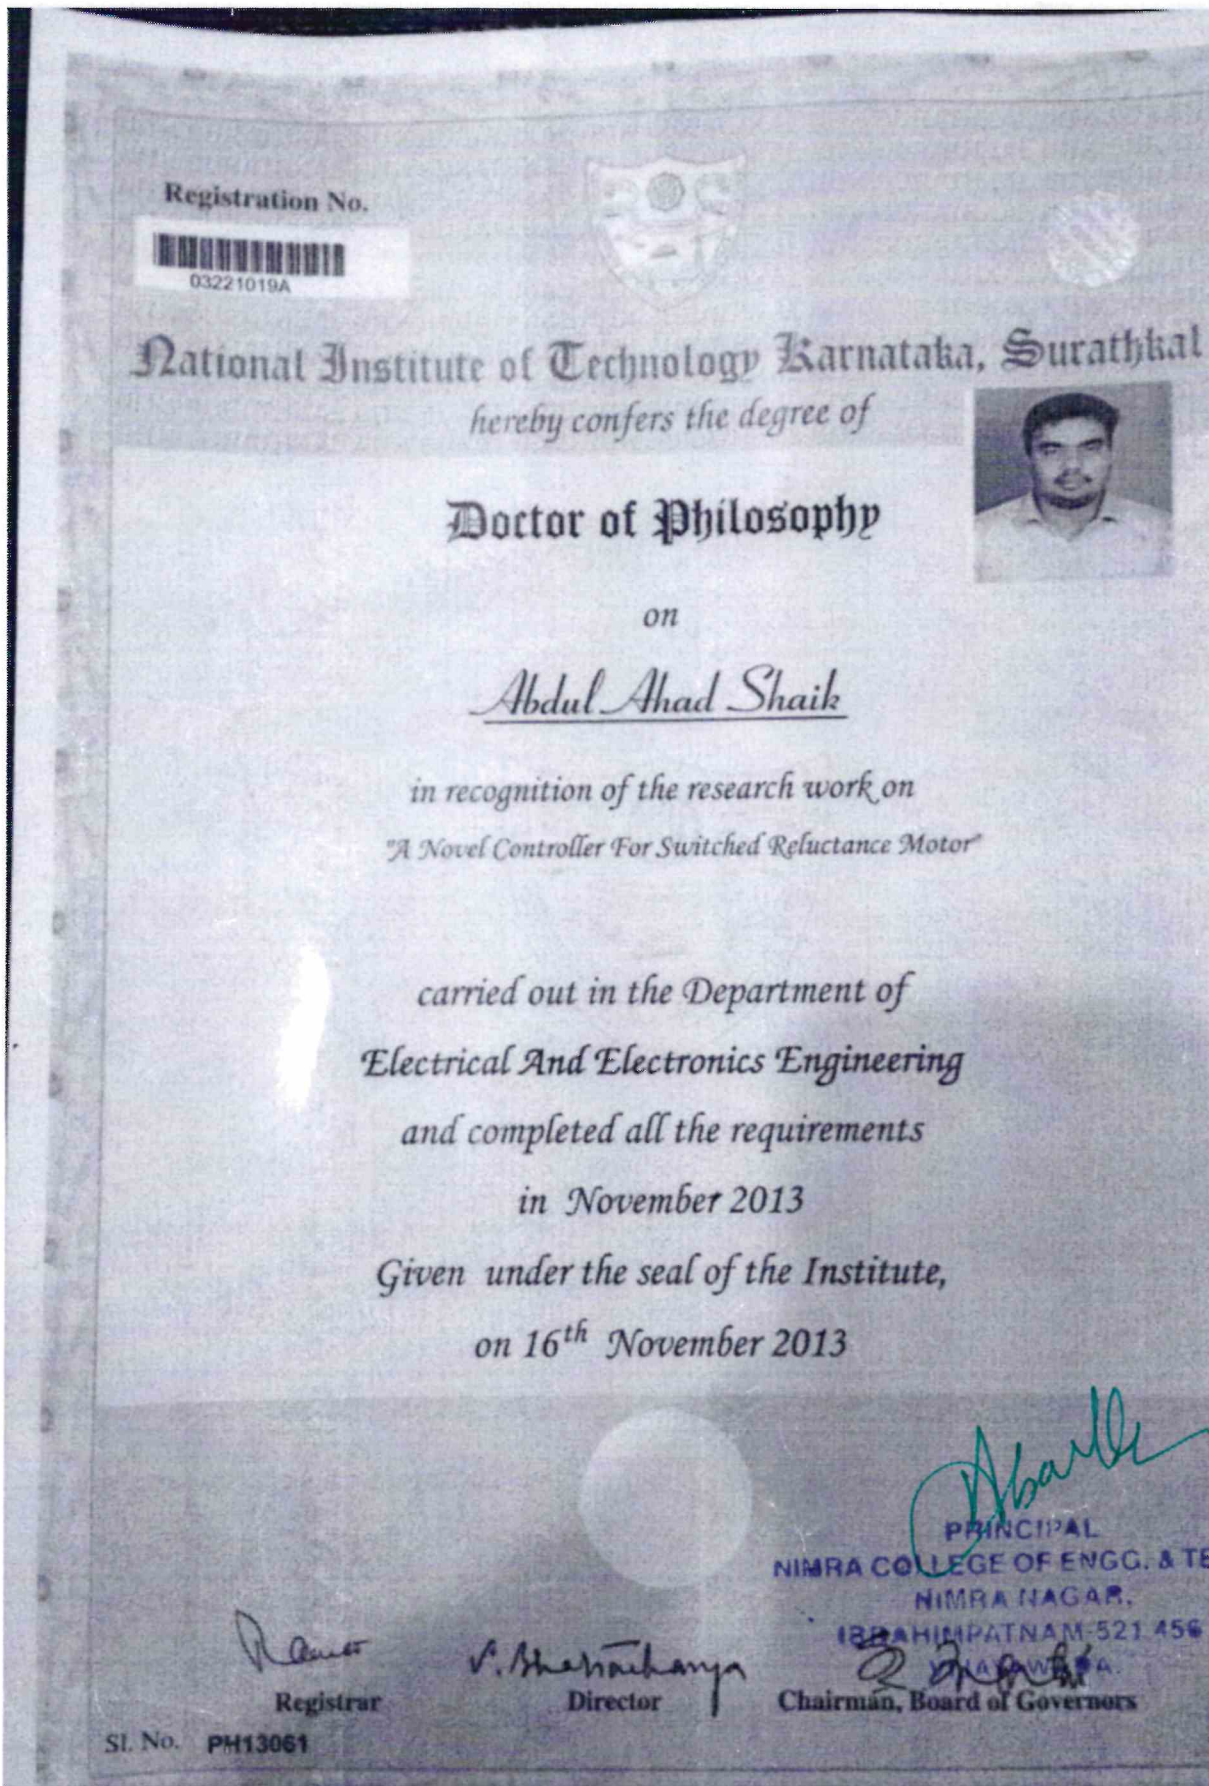 Registration No.
03221019A
National Institute of Technology Karnataka, Surathkal
hereby confers the degree of
Doctor of Philosophy
on
Abdul Ahad Shaik
in recognition of the research work on
"A Novel Controller For Switched Reluctance Motor"
carried out in the Department of
Electrical And Electronics Engineering
and completed all the requirements
in November 2013
Given under the seal of the Institute,
on 16th November 2013
PRINCIPAL
NIMRA COLLEGE OF ENGG. & TE
NIMRA NAGAR,
IBRAHIMPATNAM-521 456
Registrar
Director
Chairman, Board of Governors
Sl. No. PH13061